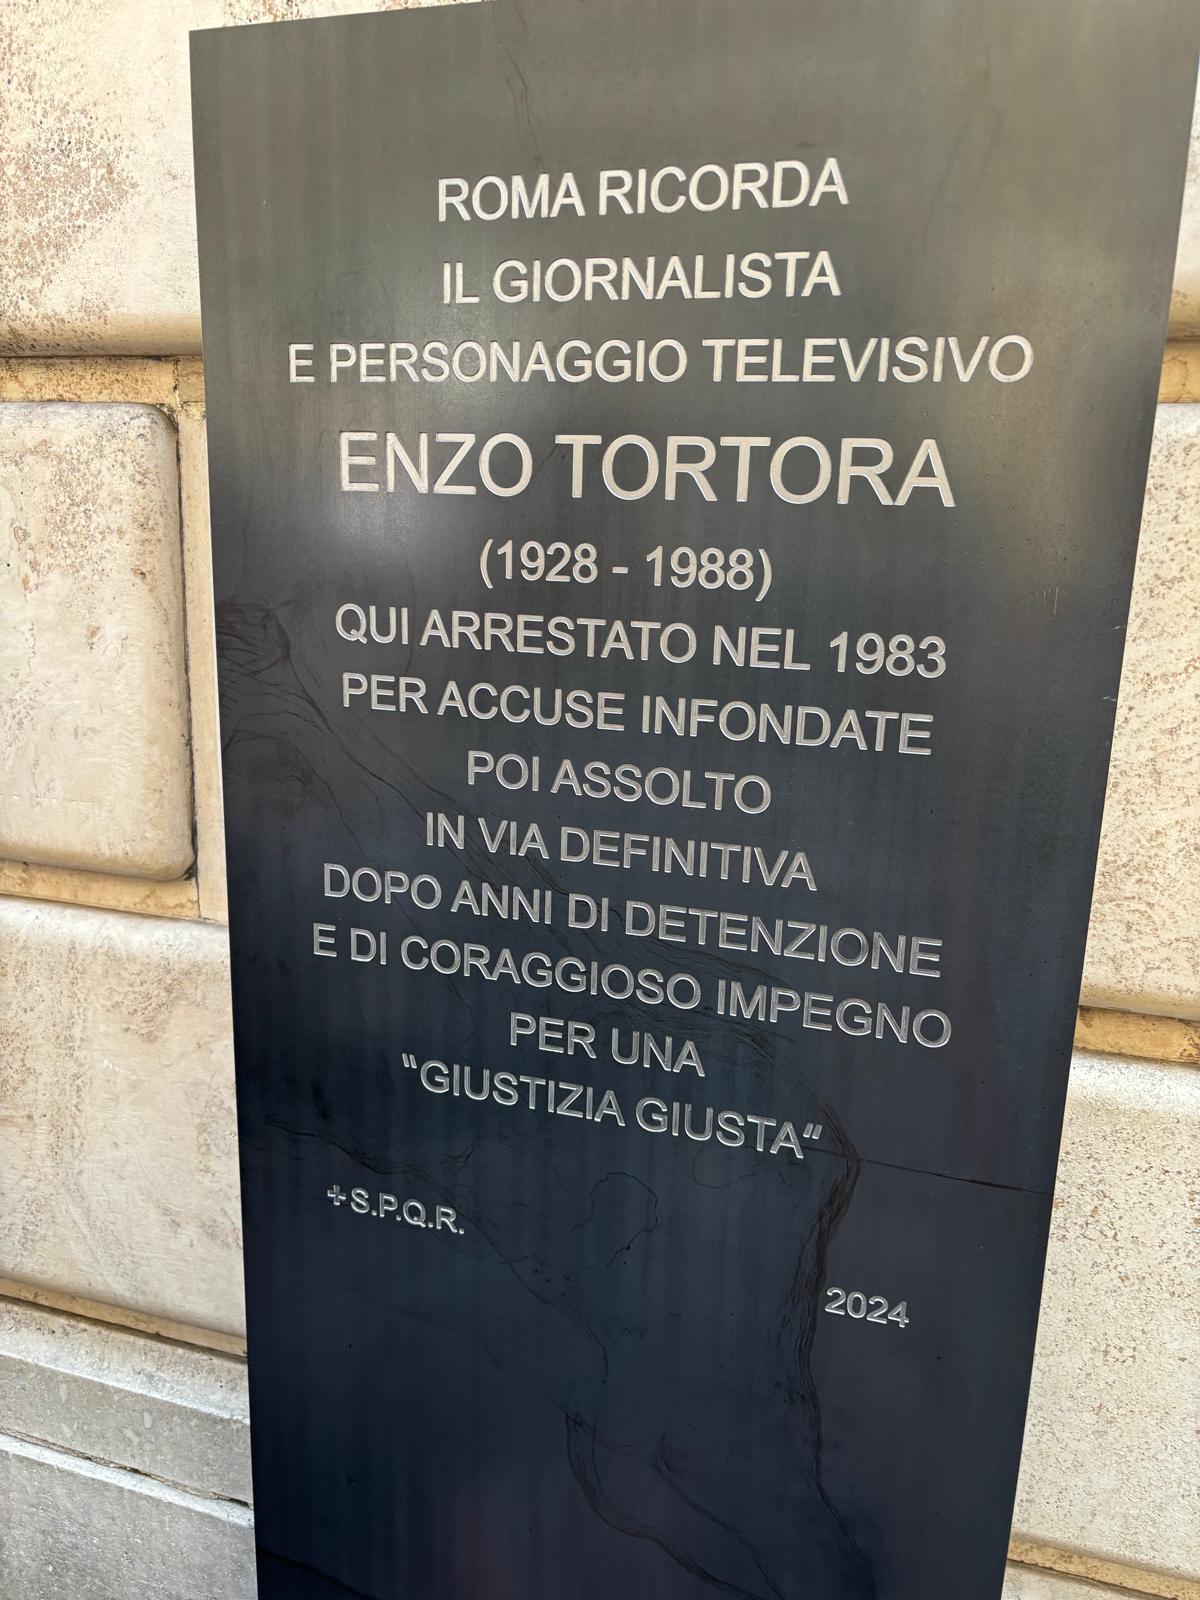 ROMA RICORDA
IL GIORNALISTA
E PERSONAGGIO TELEVISIVO
ENZO TORTORA
(1928 - 1988)
QUI ARRESTATO NEL 1983
PER ACCUSE INFONDATE
POI ASSOLTO
IN VIA DEFINITIVA
DOPO ANNI DI DETENZIONE
E DI CORAGGIOSO IMPEGNO
PER UNA
"GIUSTIZIA GIUSTA"
+S.P.Q.R.
2024